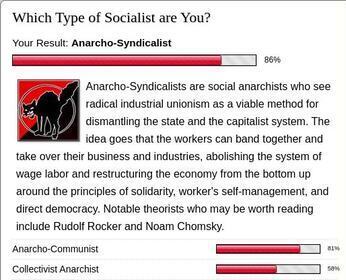 Which Type of Socialist are You?
Your Result: Anarcho-Syndicalist
86%
Anarcho-Syndicalists are social anarchists who see
radical industrial unionism as a viable method for
dismantling the state and the capitalist system. The
idea goes that the workers can band together and
take over their business and industries, abolishing the system of
wage labor and restructuring the economy from the bottom up
around the principles of solidarity, worker's self-management, and
direct democracy. Notable theorists who may be worth reading
include Rudolf Rocker and Noam Chomsky.
Anarcho-Communist 81%
Collectivist Anarchist 58%